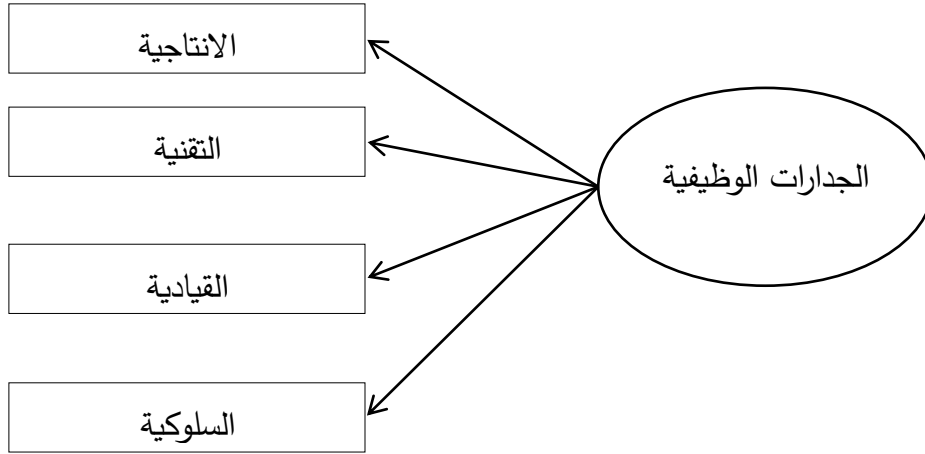 الجدارات الوظيفية
الانتاجية
التقنية
القيادية
السلوكية